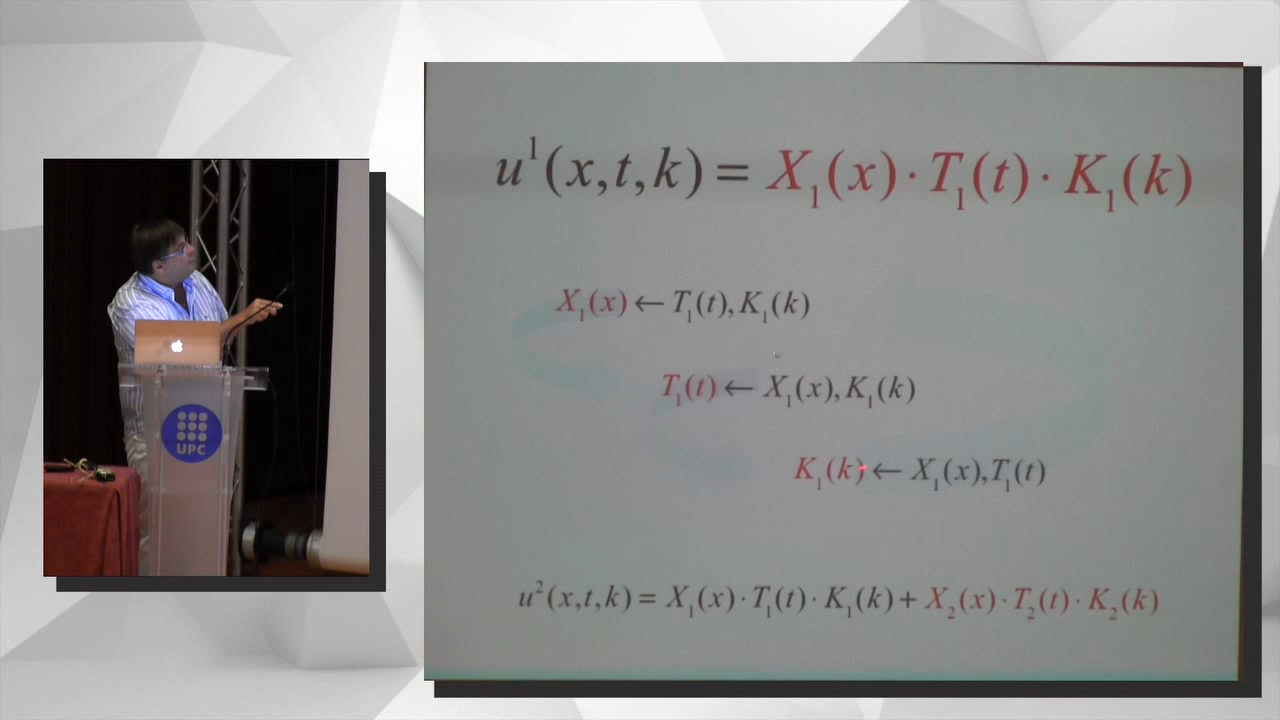 u¹(x,t,k) = X₁(x)·T₁(t)·K₁(k)
X₁(x) ← T₁(t), K₁(k)
T₁(t) ← X₁(x), K₁(k)
K₁(k) ← X₁(x), T₁(t)
u²(x,t,k) = X₁(x)·T₁(t)·K₁(k) + X₂(x)·T₂(t)·K₂(k)
UPC